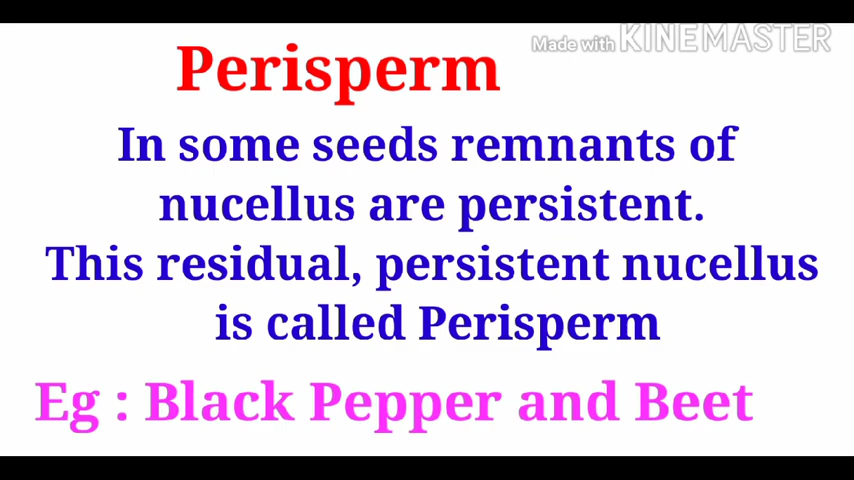 Made with KINEMASTER
Perisperm
In some seeds remnants of
nucellus are persistent.
This residual, persistent nucellus
is called Perisperm
Eg : Black Pepper and Beet